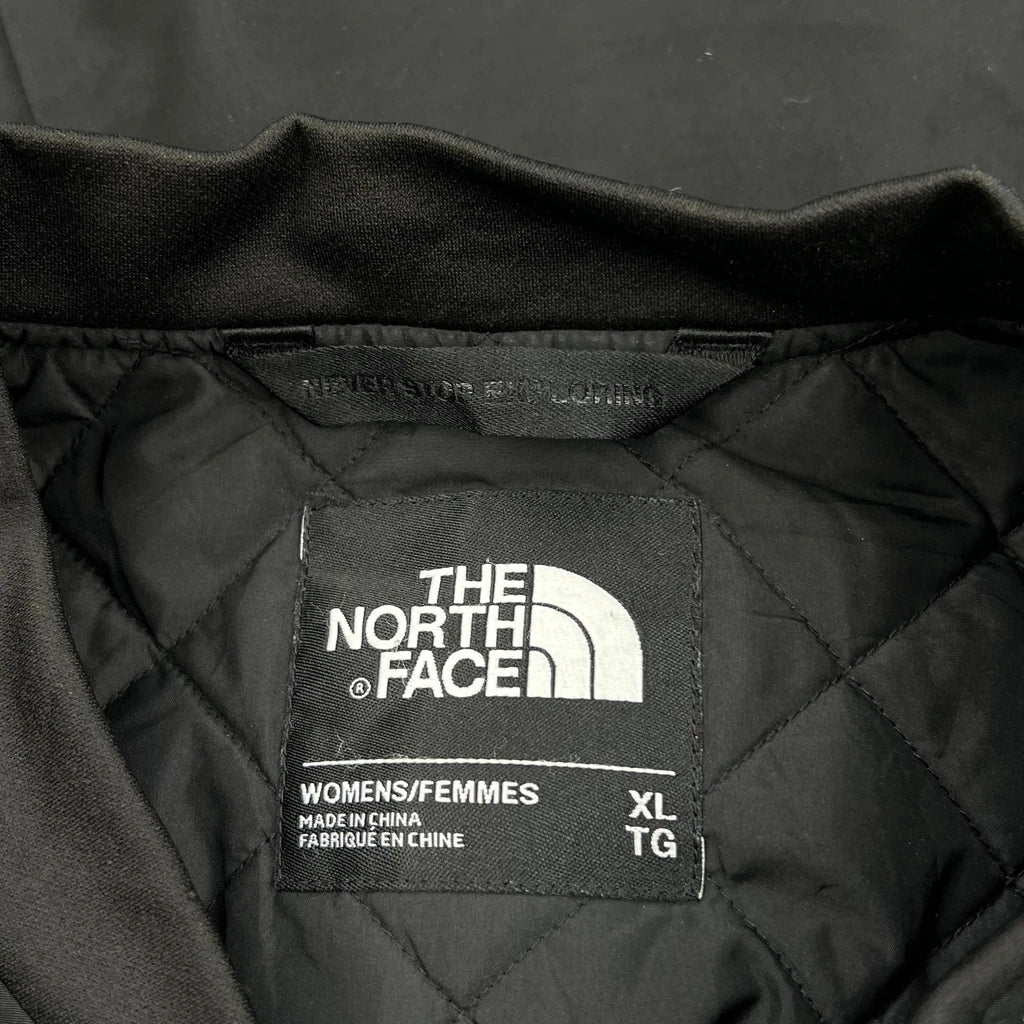 NEVER STOP EXPLORING
THE
NORTH
® FACE
WOMENS/FEMMES
MADE IN CHINA
FABRIQUÉ EN CHINE
XL
TG